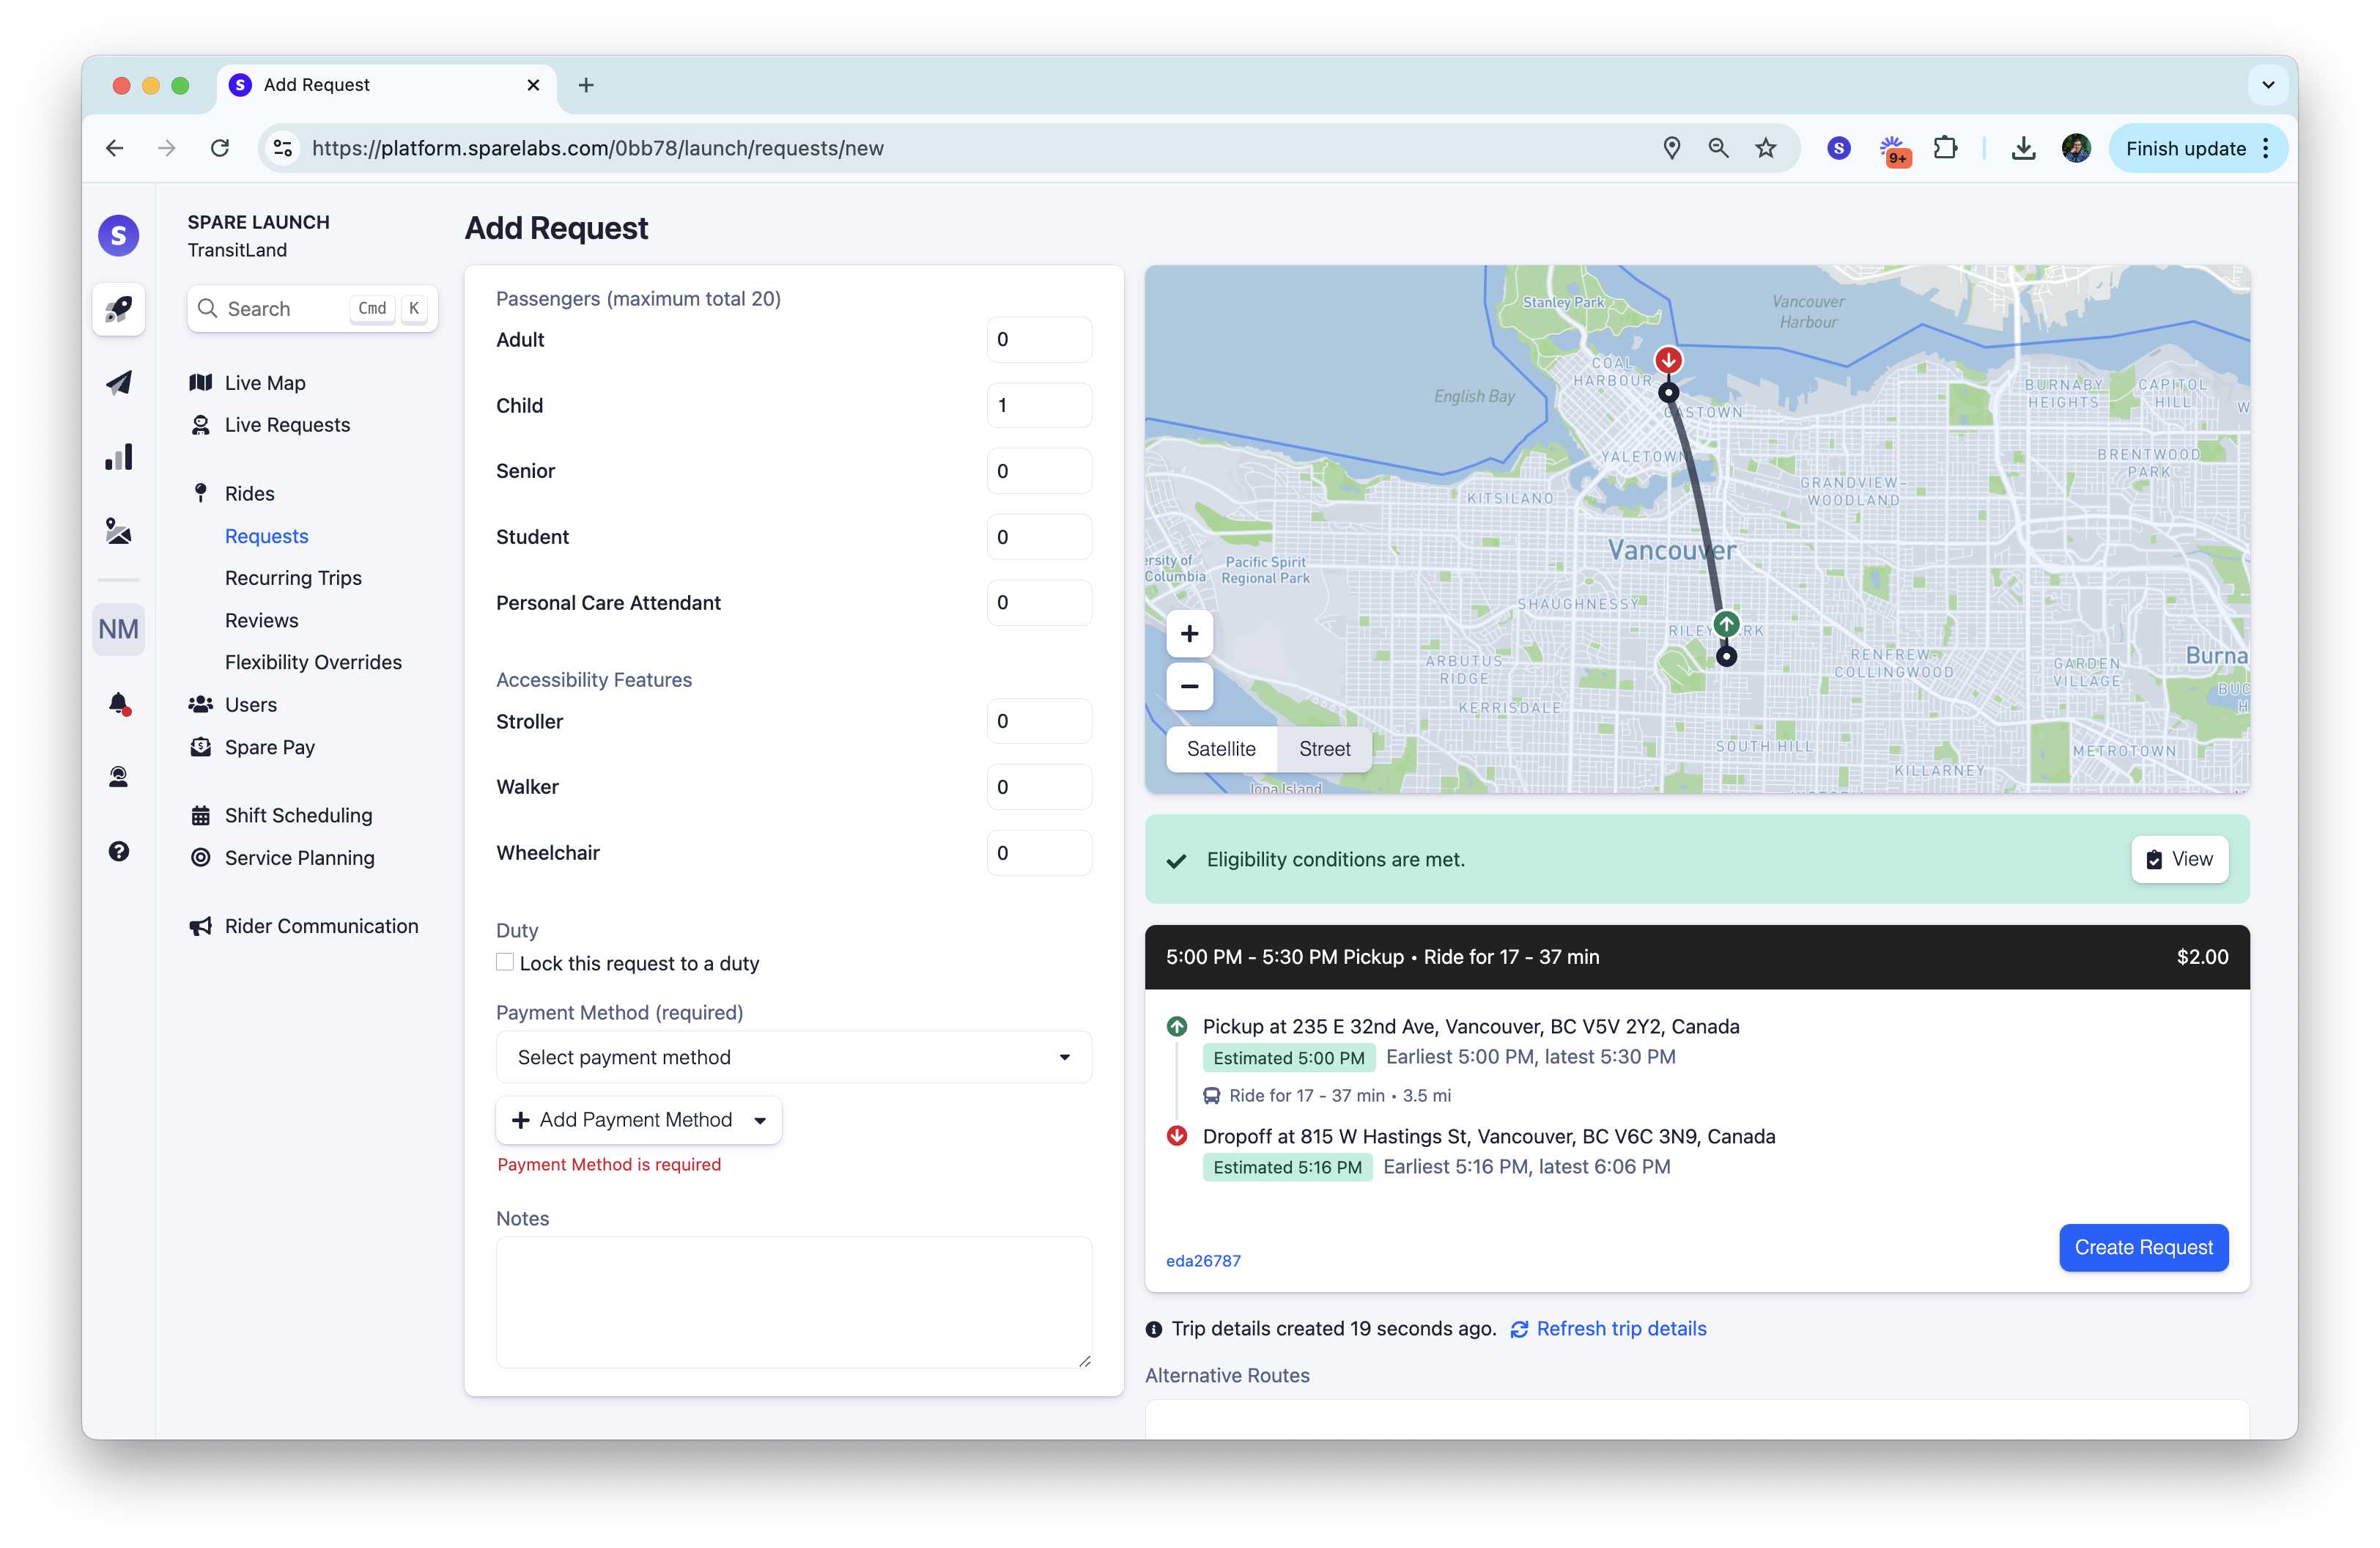 Add Request
https://platform.sparelabs.com/0bb78/launch/requests/new
9+
Finish update
S
SPARE LAUNCH
TransitLand
Search Cmd K
Live Map
Live Requests
Rides
Requests
Recurring Trips
Reviews
Flexibility Overrides
Users
Spare Pay
Shift Scheduling
Service Planning
Rider Communication
NM
Add Request
Passengers (maximum total 20)
Adult 0
Child 1
Senior 0
Student 0
Personal Care Attendant 0
Accessibility Features
Stroller 0
Walker 0
Wheelchair 0
Duty
Lock this request to a duty
Payment Method (required)
Select payment method
Add Payment Method
Payment Method is required
Notes
Stanley Park
Vancouver
Harbour
COAL
HARBOUR
English Bay
GASTOWN
BURNABY
HEIGHTS
CAPITOL
HILL
W
YALETOWN
BRENTWOOD
PARK
KITSILANO
GRANDVIEW-
WOODLAND
Vancouver
ersity of
Columbia
Pacific Spirit
Regional Park
SHAUGHNESSY
ARBUTUS
RIDGE
RENFREW-
COLLINGWOOD
GARDEN
VILLAGE
Burna
BUC
H
KERRISDALE
SOUTH HILL
METROTOWN
KILLARNEY
Iona Island
+
−
Satellite Street
Eligibility conditions are met.
View
5:00 PM - 5:30 PM Pickup • Ride for 17 - 37 min $2.00
Pickup at 235 E 32nd Ave, Vancouver, BC V5V 2Y2, Canada
Estimated 5:00 PM Earliest 5:00 PM, latest 5:30 PM
Ride for 17 - 37 min • 3.5 mi
Dropoff at 815 W Hastings St, Vancouver, BC V6C 3N9, Canada
Estimated 5:16 PM Earliest 5:16 PM, latest 6:06 PM
eda26787
Create Request
Trip details created 19 seconds ago. Refresh trip details
Alternative Routes